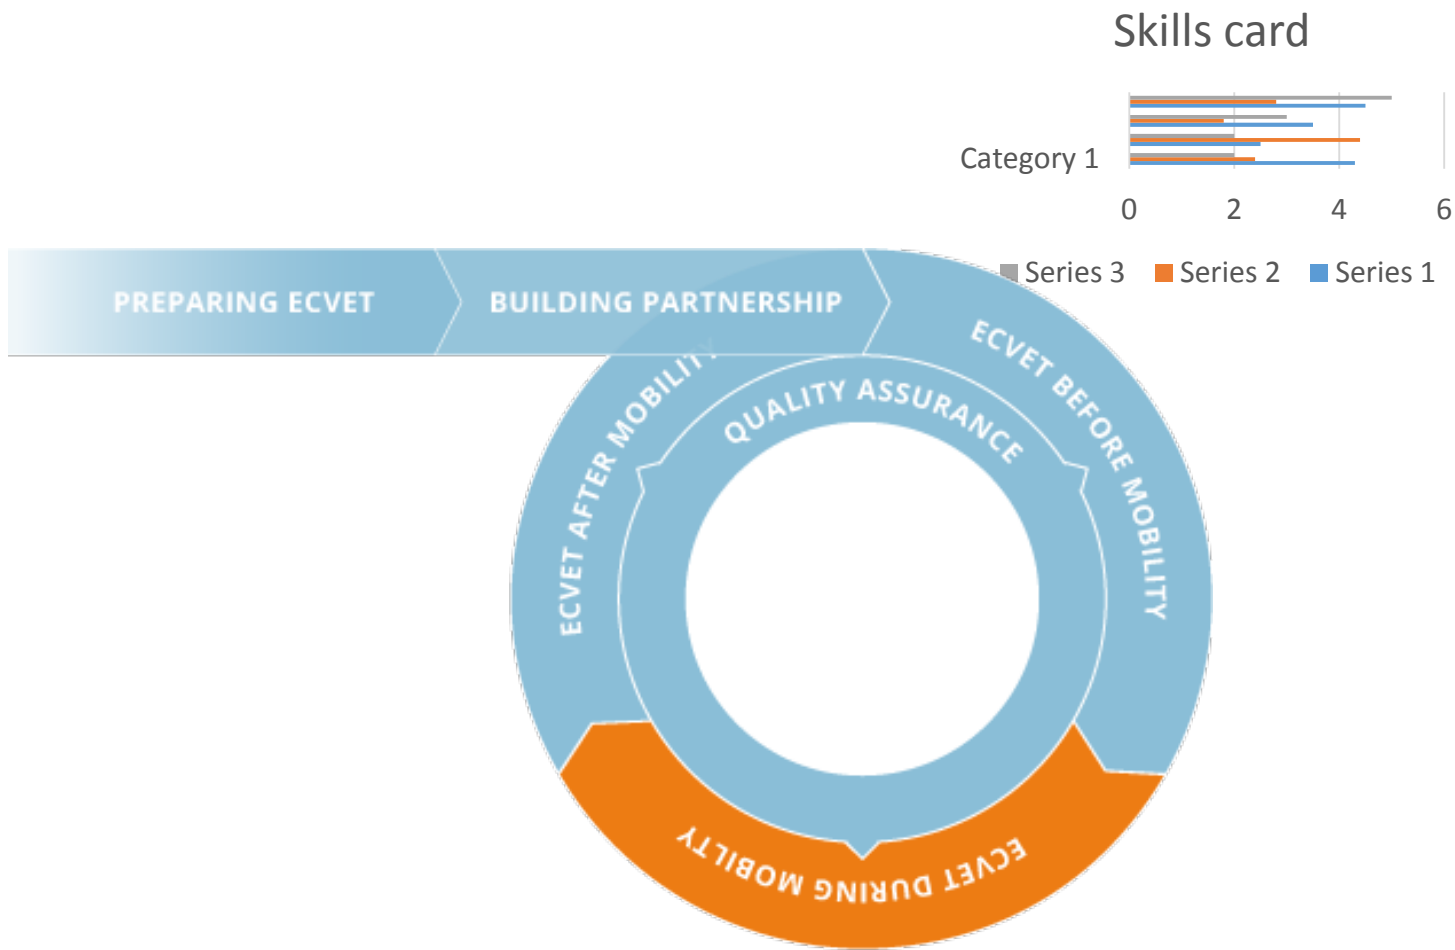 Skills card
Category 1
0 2 4 6
Series 3 Series 2 Series 1
PREPARING ECVET
BUILDING PARTNERSHIP
ECVET BEFORE MOBILITY
QUALITY ASSURANCE
ECVET AFTER MOBILITY
ECVET DURING MOBILTY